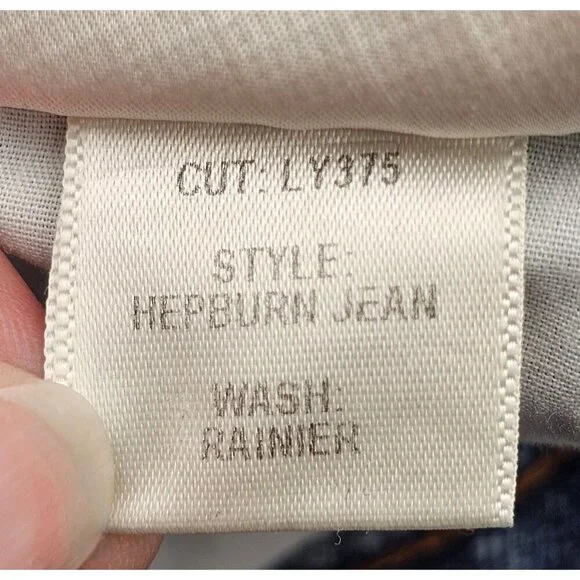 CUT: LY375
STYLE:
HEPBURN JEAN
WASH:
RAINIER